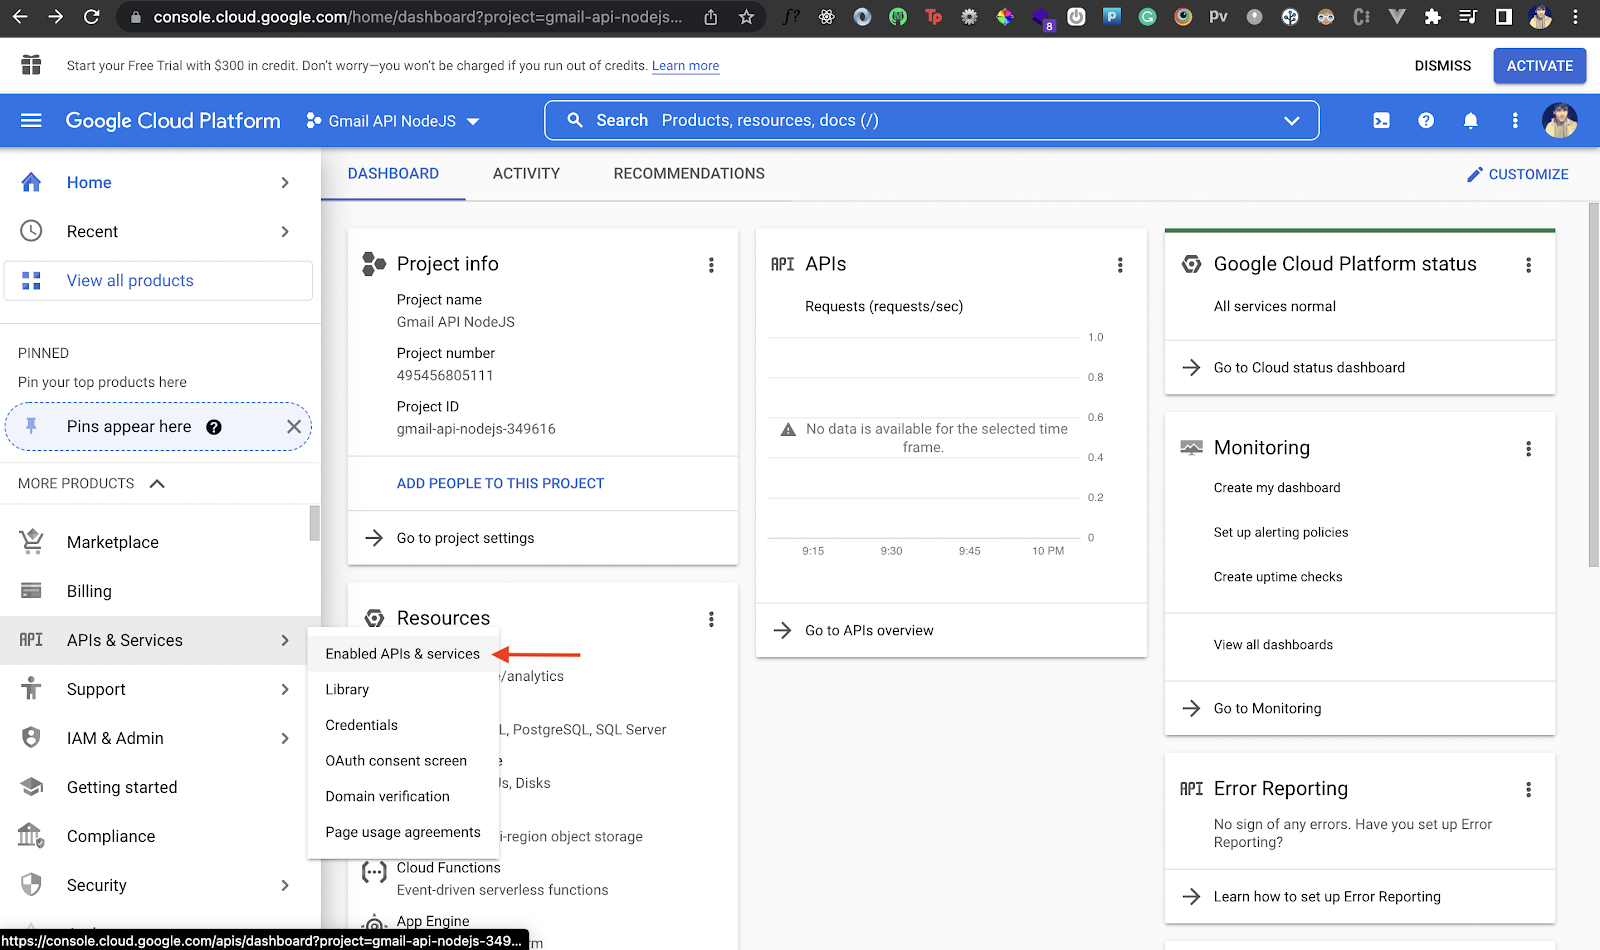 console.cloud.google.com/home/dashboard?project=gmail-api-nodejs...
Start your Free Trial with $300 in credit. Don't worry—you won't be charged if you run out of credits. Learn more
DISMISS
ACTIVATE
Google Cloud Platform
Gmail API NodeJS
Search Products, resources, docs (/)
Home
Recent
View all products
PINNED
Pin your top products here
Pins appear here
MORE PRODUCTS
Marketplace
Billing
API APIs & Services
Support
IAM & Admin
Getting started
Compliance
Security
Enabled APIs & services
Library
Credentials
OAuth consent screen
Domain verification
Page usage agreements
DASHBOARD
ACTIVITY
RECOMMENDATIONS
CUSTOMIZE
Project info
Project name
Gmail API NodeJS
Project number
495456805111
Project ID
gmail-api-nodejs-349616
ADD PEOPLE TO THIS PROJECT
Go to project settings
Resources
/analytics
L, PostgreSQL, SQL Server
s, Disks
i-region object storage
Cloud Functions
Event-driven serverless functions
App Engine
API APIs
Requests (requests/sec)
1.0
0.8
0.6
0.4
0.2
0
No data is available for the selected time
frame.
9:15
9:30
9:45
10 PM
Go to APIs overview
Google Cloud Platform status
All services normal
Go to Cloud status dashboard
Monitoring
Create my dashboard
Set up alerting policies
Create uptime checks
View all dashboards
Go to Monitoring
API Error Reporting
No sign of any errors. Have you set up Error
Reporting?
Learn how to set up Error Reporting
https://console.cloud.google.com/apis/dashboard?project=gmail-api-nodejs-349...